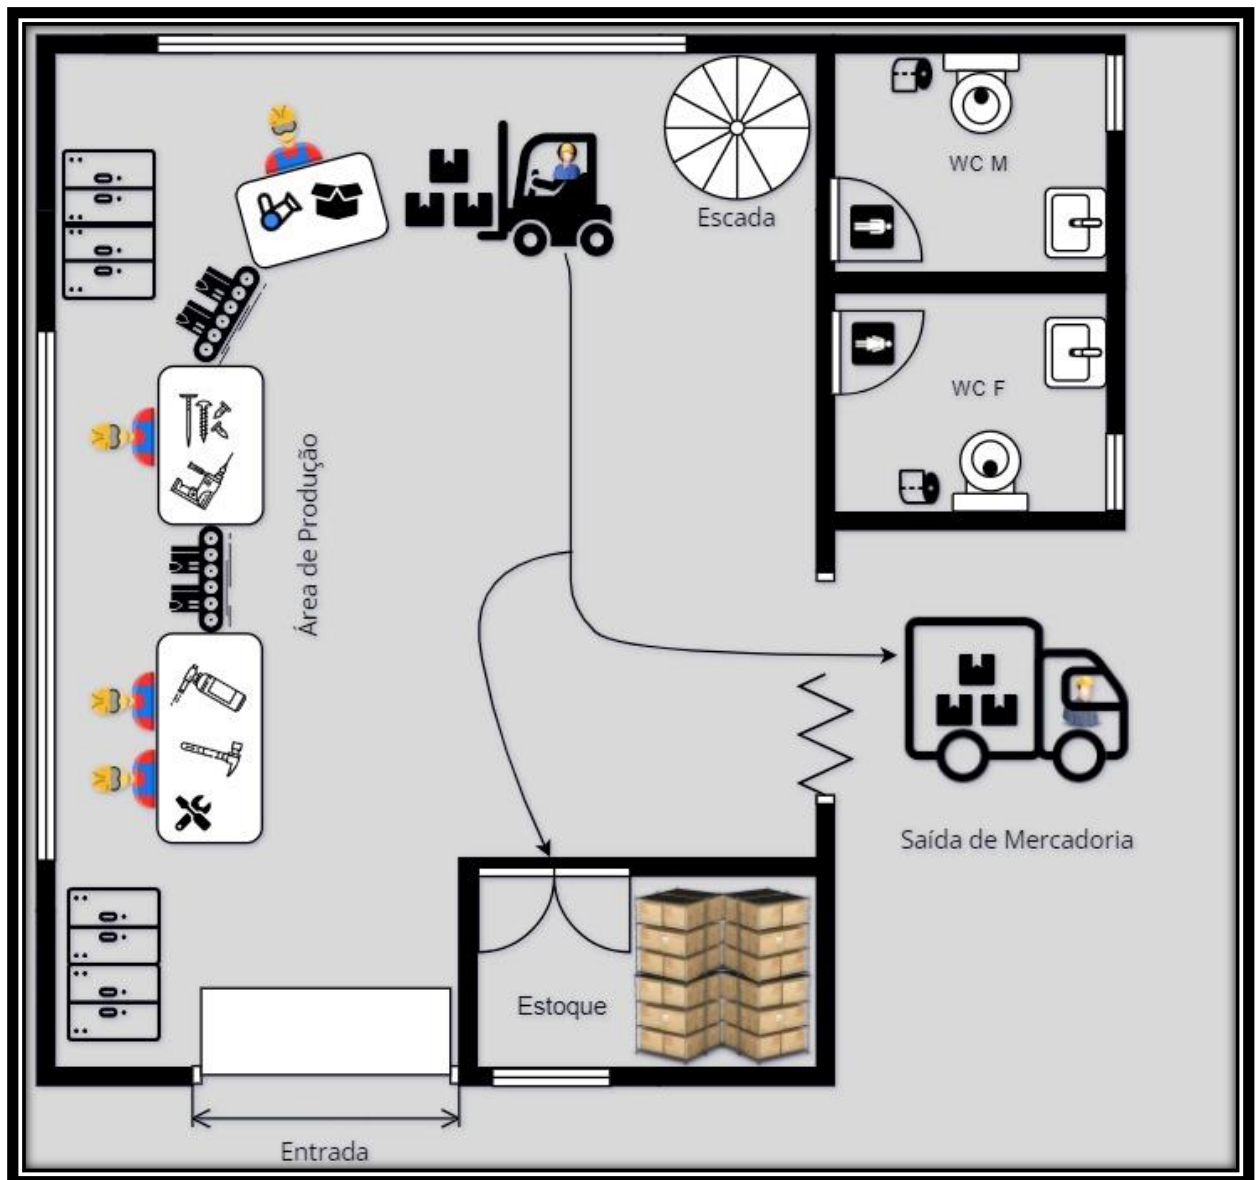 WC M
Escada
WC F
Área de Produção
Saída de Mercadoria
Estoque
Entrada